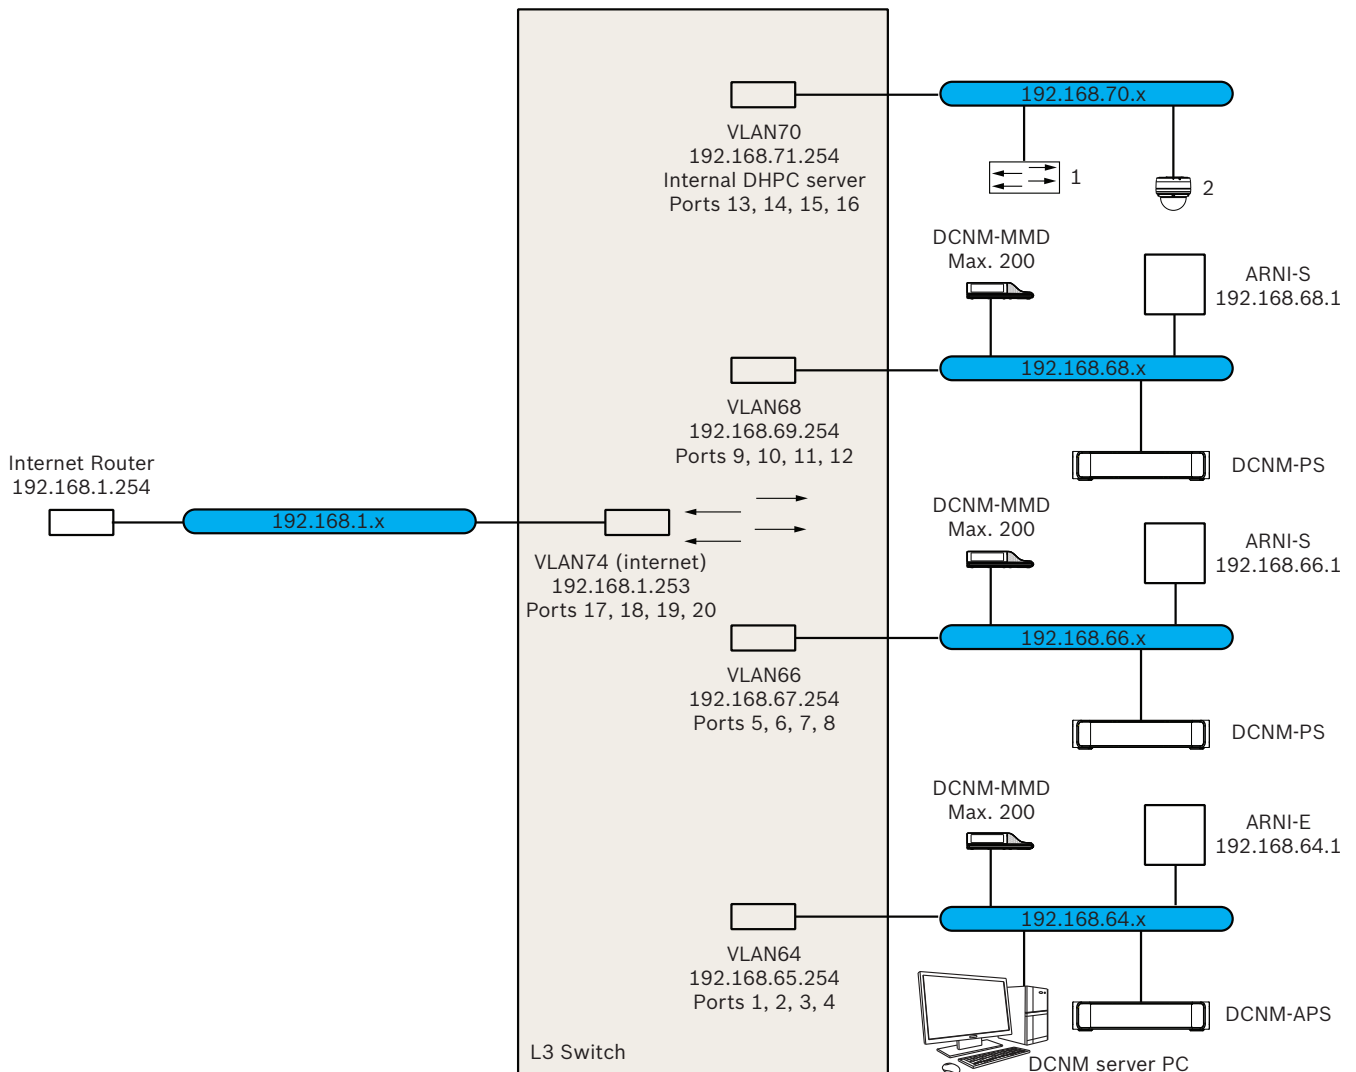 192.168.70.x
VLAN70
192.168.71.254
Internal DHPC server
Ports 13, 14, 15, 16
1
2
DCNM-MMD
Max. 200
ARNI-S
192.168.68.1
192.168.68.x
VLAN68
192.168.69.254
Ports 9, 10, 11, 12
DCNM-PS
Internet Router
192.168.1.254
192.168.1.x
VLAN74 (internet)
192.168.1.253
Ports 17, 18, 19, 20
DCNM-MMD
Max. 200
ARNI-S
192.168.66.1
192.168.66.x
VLAN66
192.168.67.254
Ports 5, 6, 7, 8
DCNM-PS
DCNM-MMD
Max. 200
ARNI-E
192.168.64.1
192.168.64.x
VLAN64
192.168.65.254
Ports 1, 2, 3, 4
DCNM-APS
L3 Switch
DCNM server PC